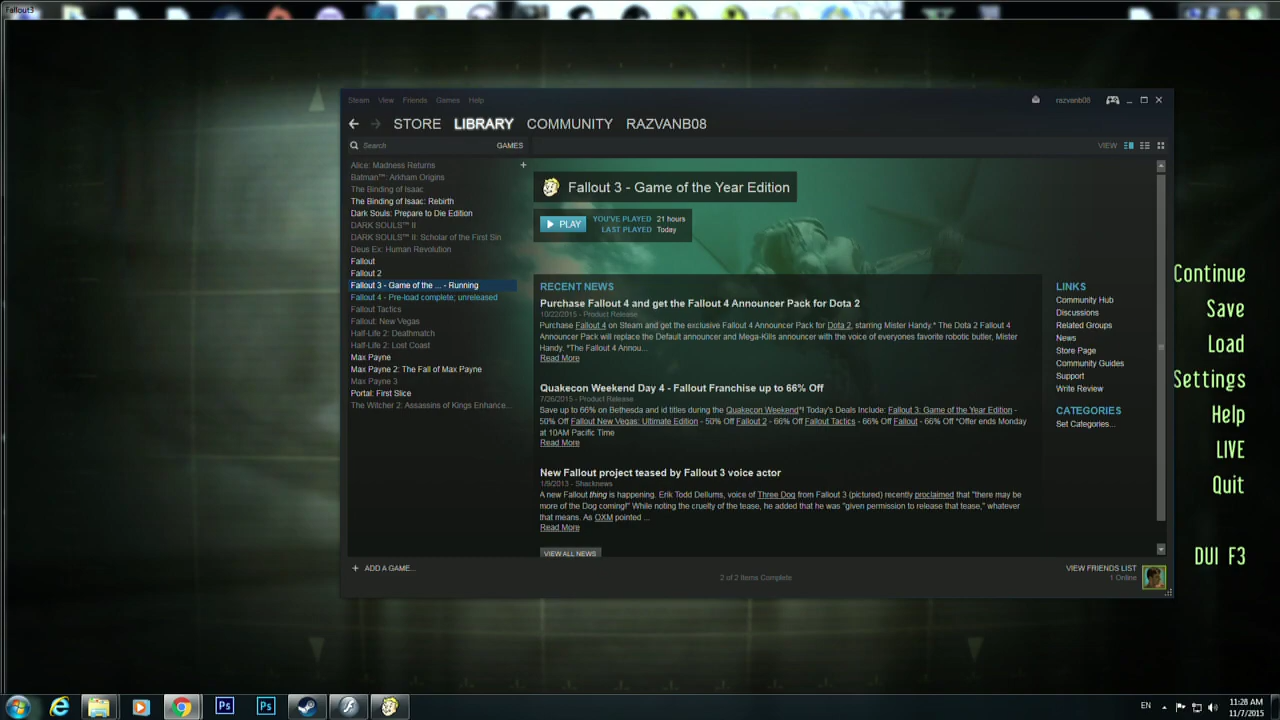 Fallout3
Steam View Friends Games Help
razvanb08
STORE LIBRARY COMMUNITY RAZVANB08
Search GAMES
VIEW
Alice: Madness Returns
Batman™: Arkham Origins
The Binding of Isaac
The Binding of Isaac: Rebirth
Dark Souls: Prepare to Die Edition
DARK SOULS™ II
DARK SOULS™ II: Scholar of the First Sin
Deus Ex: Human Revolution
Fallout
Fallout 2
Fallout 3 - Game of the ... - Running
Fallout 4 - Pre-load complete; unreleased
Fallout Tactics
Fallout: New Vegas
Half-Life 2: Deathmatch
Half-Life 2: Lost Coast
Max Payne
Max Payne 2: The Fall of Max Payne
Max Payne 3
Portal: First Slice
The Witcher 2: Assassins of Kings Enhance...
+ ADD A GAME...
Fallout 3 - Game of the Year Edition
PLAY
YOU'VE PLAYED 21 hours
LAST PLAYED Today
RECENT NEWS
Purchase Fallout 4 and get the Fallout 4 Announcer Pack for Dota 2
10/22/2015 - Product Release
Purchase Fallout 4 on Steam and get the exclusive Fallout 4 Announcer Pack for Dota 2, starring Mister Handy.* The Dota 2 Fallout 4
Announcer Pack will replace the Default announcer and Mega-Kills announcer with the voice of everyones favorite robotic butler, Mister
Handy. *The Fallout 4 Annou...
Read More
Quakecon Weekend Day 4 - Fallout Franchise up to 66% Off
7/26/2015 - Product Release
Save up to 66% on Bethesda and id titles during the Quakecon Weekend*! Today's Deals Include: Fallout 3: Game of the Year Edition -
50% Off Fallout New Vegas: Ultimate Edition - 50% Off Fallout 2 - 66% Off Fallout Tactics - 66% Off Fallout - 66% Off *Offer ends Monday
at 10AM Pacific Time
Read More
New Fallout project teased by Fallout 3 voice actor
1/9/2013 - Shacknews
A new Fallout thing is happening. Erik Todd Dellums, voice of Three Dog from Fallout 3 (pictured) recently proclaimed that "there may be
more of the Dog coming!" While noting the cruelty of the tease, he added that he was "given permission to release that tease," whatever
that means. As OXM pointed ...
Read More
VIEW ALL NEWS
LINKS
Community Hub
Discussions
Related Groups
News
Store Page
Community Guides
Support
Write Review
CATEGORIES
Set Categories...
2 of 2 Items Complete
VIEW FRIENDS LIST
1 Online
Continue
Save
Load
Settings
Help
LIVE
Quit
DUI F3
Ps Ps
EN
11:28 AM
11/7/2015